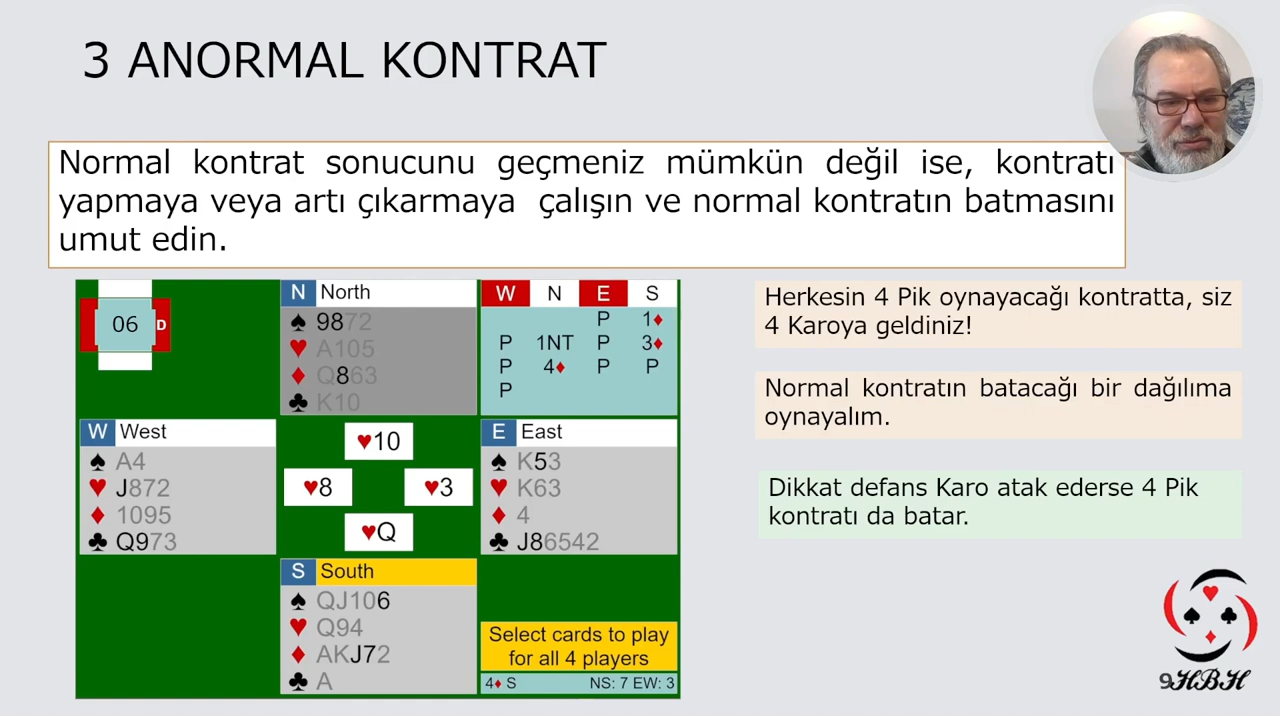 3 ANORMAL KONTRAT
Normal kontrat sonucunu geçmeniz mümkün değil ise, kontratı
yapmaya veya artı çıkarmaya çalışın ve normal kontratın batmasını
umut edin.
06 D
N North
♠ 9872
♥ A105
♦ Q863
♣ K10
W N E S
P 1♦
P 1NT P 3♦
P 4♦ P P
P
W West
♠ A4
♥ J872
♦ 1095
♣ Q973
♥10
♥8 ♥3
♥Q
E East
♠ K53
♥ K63
♦ 4
♣ J86542
S South
♠ QJ106
♥ Q94
♦ AKJ72
♣ A
Select cards to play
for all 4 players
4♦ S NS: 7 EW: 3
Herkesin 4 Pik oynayacağı kontratta, siz
4 Karoya geldiniz!
Normal kontratın batacağı bir dağılıma
oynayalım.
Dikkat defans Karo atak ederse 4 Pik
kontratı da batar.
9
HBH